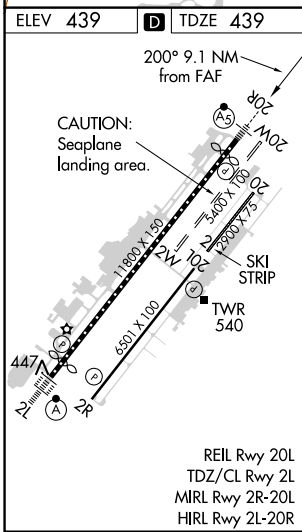 ELEV 439
D
TDZE 439
200° 9.1 NM
from FAF
A5
20R
20W
CAUTION:
Seaplane
landing area.
P
5400 X 100
20
11800 X 150
2W
20L
2
2900 X 75
SKI
STRIP
P
TWR
540
6501 X 100
P
447
P
2L
A
2R
REIL Rwy 20L
TDZ/CL Rwy 2L
MIRL Rwy 2R-20L
HIRL Rwy 2L-20R